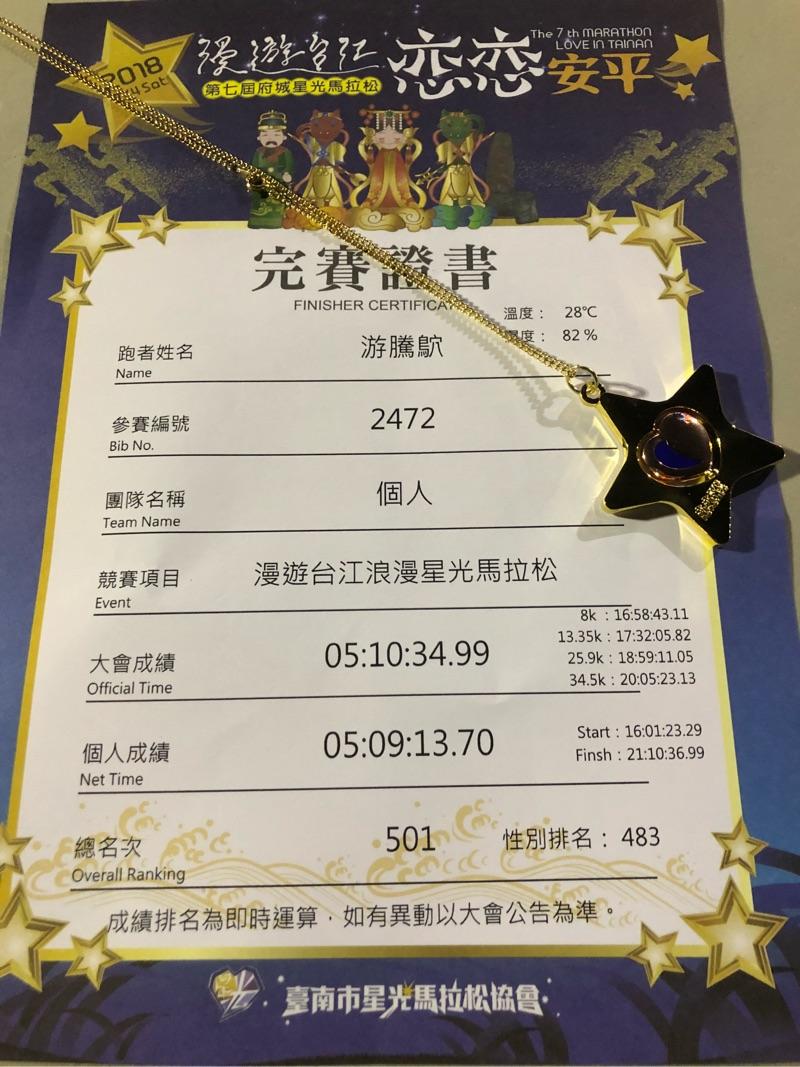 The 7th MARATHON
LOVE IN TAINAN
漫遊台江 戀戀安平
2018
Sat
第七屆府城星光馬拉松
完賽證書
FINISHER CERTIFICA
溫度： 28℃
度： 82 %
跑者姓名 游騰
Name
參賽編號 2472
Bib No.
團隊名稱 個人
Team Name
競賽項目 漫遊台江浪漫星光馬拉松
Event
8k ：16:58:43.11
13.35k：17:32:05.82
25.9k：18:59:11.05
34.5k：20:05:23.13
大會成績 05:10:34.99
Official Time
Start：16:01:23.29
Finsh：21:10:36.99
個人成績 05:09:13.70
Net Time
總名次 501 性別排名： 483
Overall Ranking
成績排名為即時運算，如有異動以大會公告為準。
臺南市星光馬拉松協會